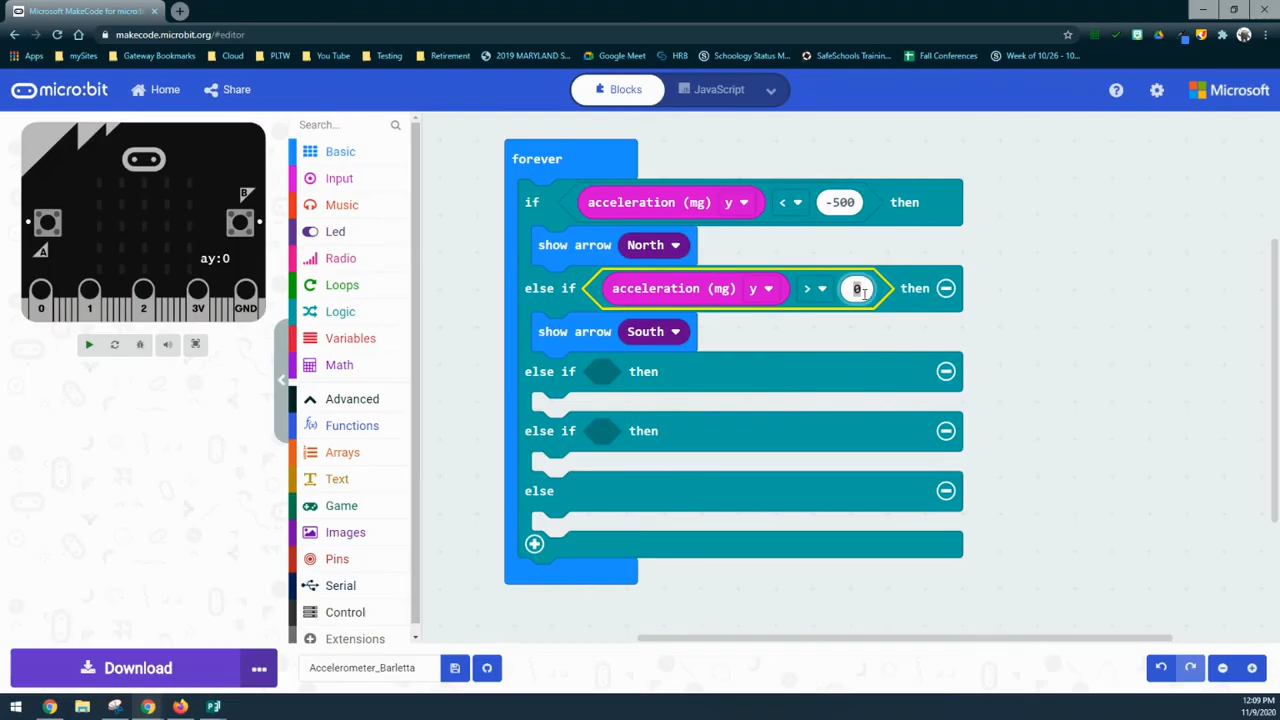 Microsoft MakeCode for micro:bit
makecode.microbit.org/#editor
Apps
mySites
Gateway Bookmarks
Cloud
PLTW
You Tube
Testing
Retirement
2019 MARYLAND S...
Google Meet
HRB
Schoology Status M...
SafeSchools Training...
Fall Conferences
Week of 10/26 - 10...
micro:bit
Home
Share
Blocks
JavaScript
Microsoft
Search...
Basic
Input
Music
Led
Radio
Loops
Logic
Variables
Math
Advanced
Functions
Arrays
Text
Game
Images
Pins
Serial
Control
Extensions
B
A
ay:0
0 1 2 3V GND
forever
if acceleration (mg) y < -500 then
show arrow North
else if acceleration (mg) y > 0 then
show arrow South
else if then
else if then
else
Download
Accelerometer_Barletta
12:09 PM
11/9/2020